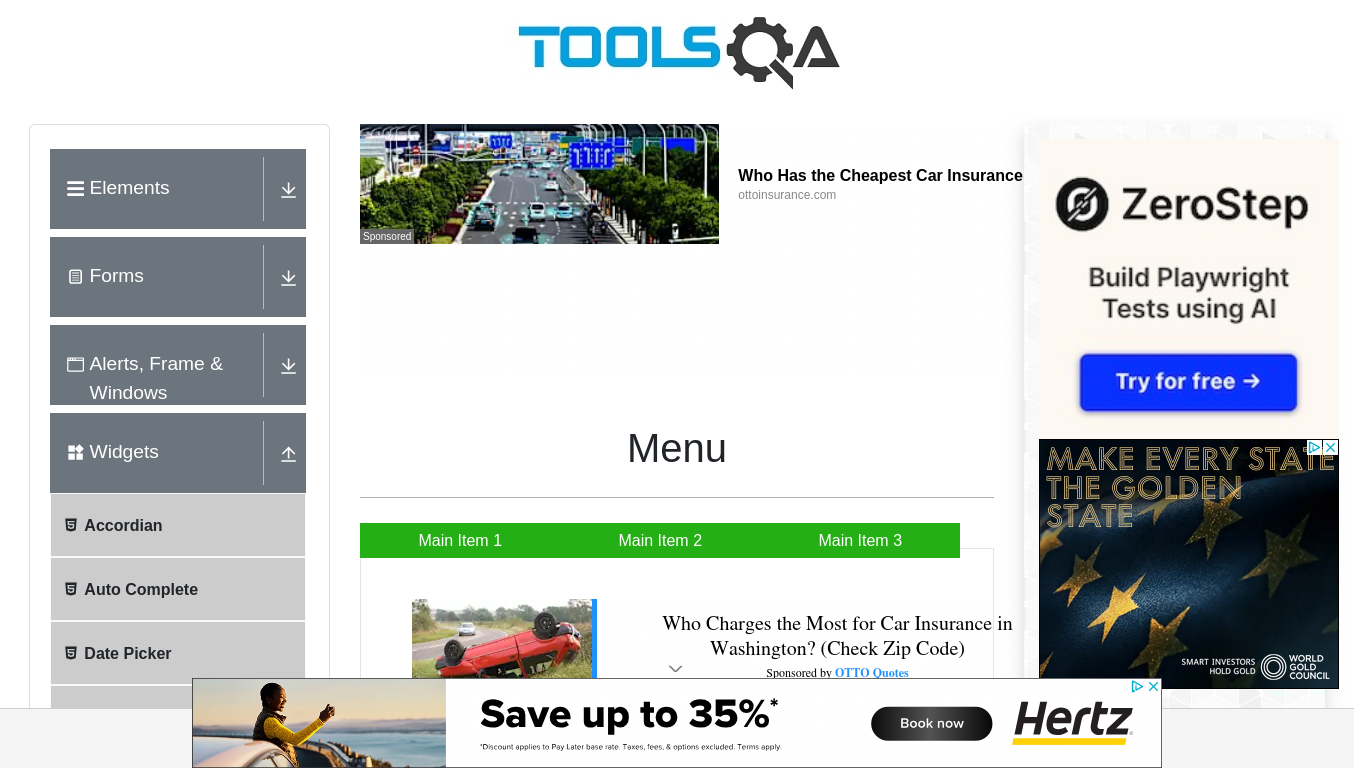 TOOLSQA
Elements
Forms
Alerts, Frame &
Windows
Widgets
Accordian
Auto Complete
Date Picker
Sponsored
Who Has the Cheapest Car Insurance
ottoinsurance.com
Menu
Main Item 1
Main Item 2
Main Item 3
Who Charges the Most for Car Insurance in
Washington? (Check Zip Code)
Sponsored by OTTO Quotes
ZeroStep
Build Playwright
Tests using AI
Try for free →
MAKE EVERY STATE
THE GOLDEN
STATE
SMART INVESTORS
HOLD GOLD
WORLD
GOLD
COUNCIL
Save up to 35%*
*Discount applies to Pay Later base rate. Taxes, fees, & options excluded. Terms apply.
Book now
Hertz